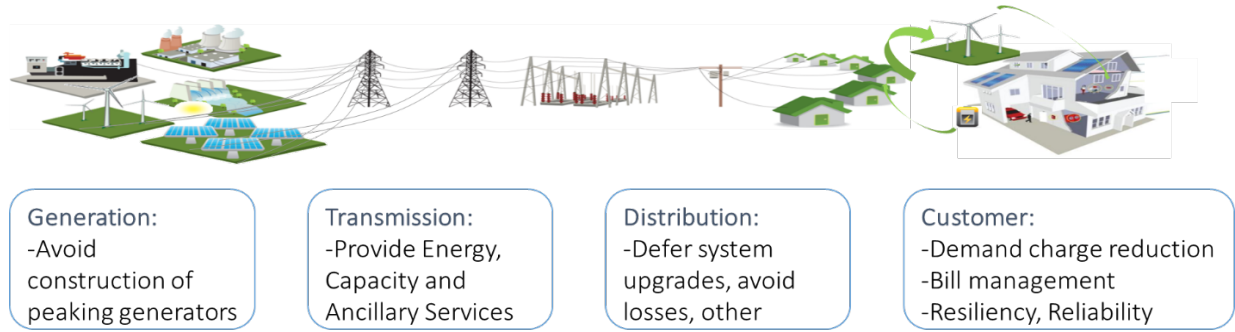 Generation:
-Avoid
construction of
peaking generators
Transmission:
-Provide Energy,
Capacity and
Ancillary Services
Distribution:
-Defer system
upgrades, avoid
losses, other
Customer:
-Demand charge reduction
-Bill management
-Resiliency, Reliability